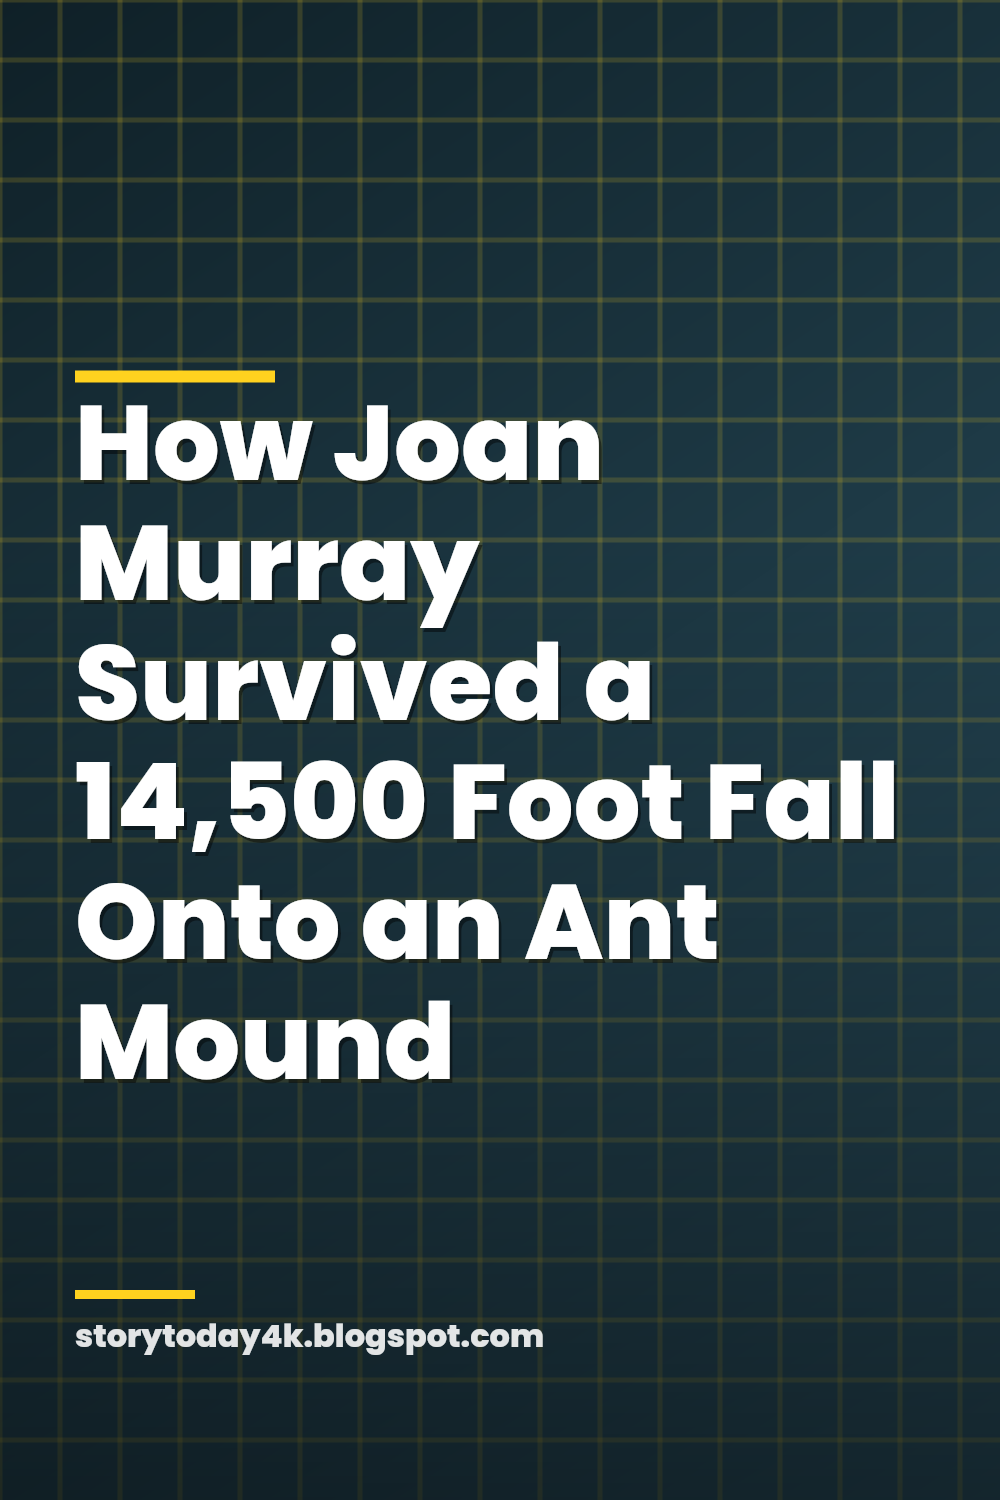 How Joan
Murray
Survived a
14,500 Foot Fall
Onto an Ant
Mound
storytoday4k.blogspot.com